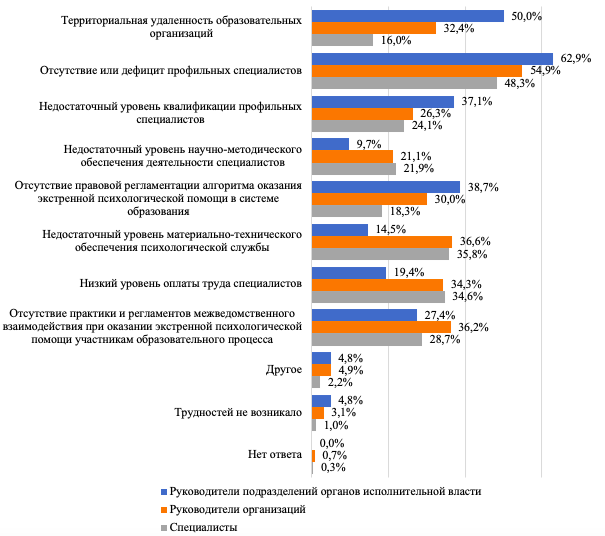 Территориальная удаленность образовательных
организаций
50,0%
32,4%
16,0%
Отсутствие или дефицит профильных специалистов
62,9%
54,9%
48,3%
Недостаточный уровень квалификации профильных
специалистов
37,1%
26,3%
24,1%
Недостаточный уровень научно-методического
обеспечения деятельности специалистов
9,7%
21,1%
21,9%
Отсутствие правовой регламентации алгоритма оказания
экстренной психологической помощи в системе
образования
38,7%
30,0%
18,3%
Недостаточный уровень материально-технического
обеспечения психологической службы
14,5%
36,6%
35,8%
Низкий уровень оплаты труда специалистов
19,4%
34,3%
34,6%
Отсутствие практики и регламентов межведомственного
взаимодействия при оказании экстренной психологической
помощи участникам образовательного процесса
27,4%
36,2%
28,7%
Другое
4,8%
4,9%
2,2%
Трудностей не возникало
4,8%
3,1%
1,0%
Нет ответа
0,0%
0,7%
0,3%
Руководители подразделений органов исполнительной власти
Руководители организаций
Специалисты